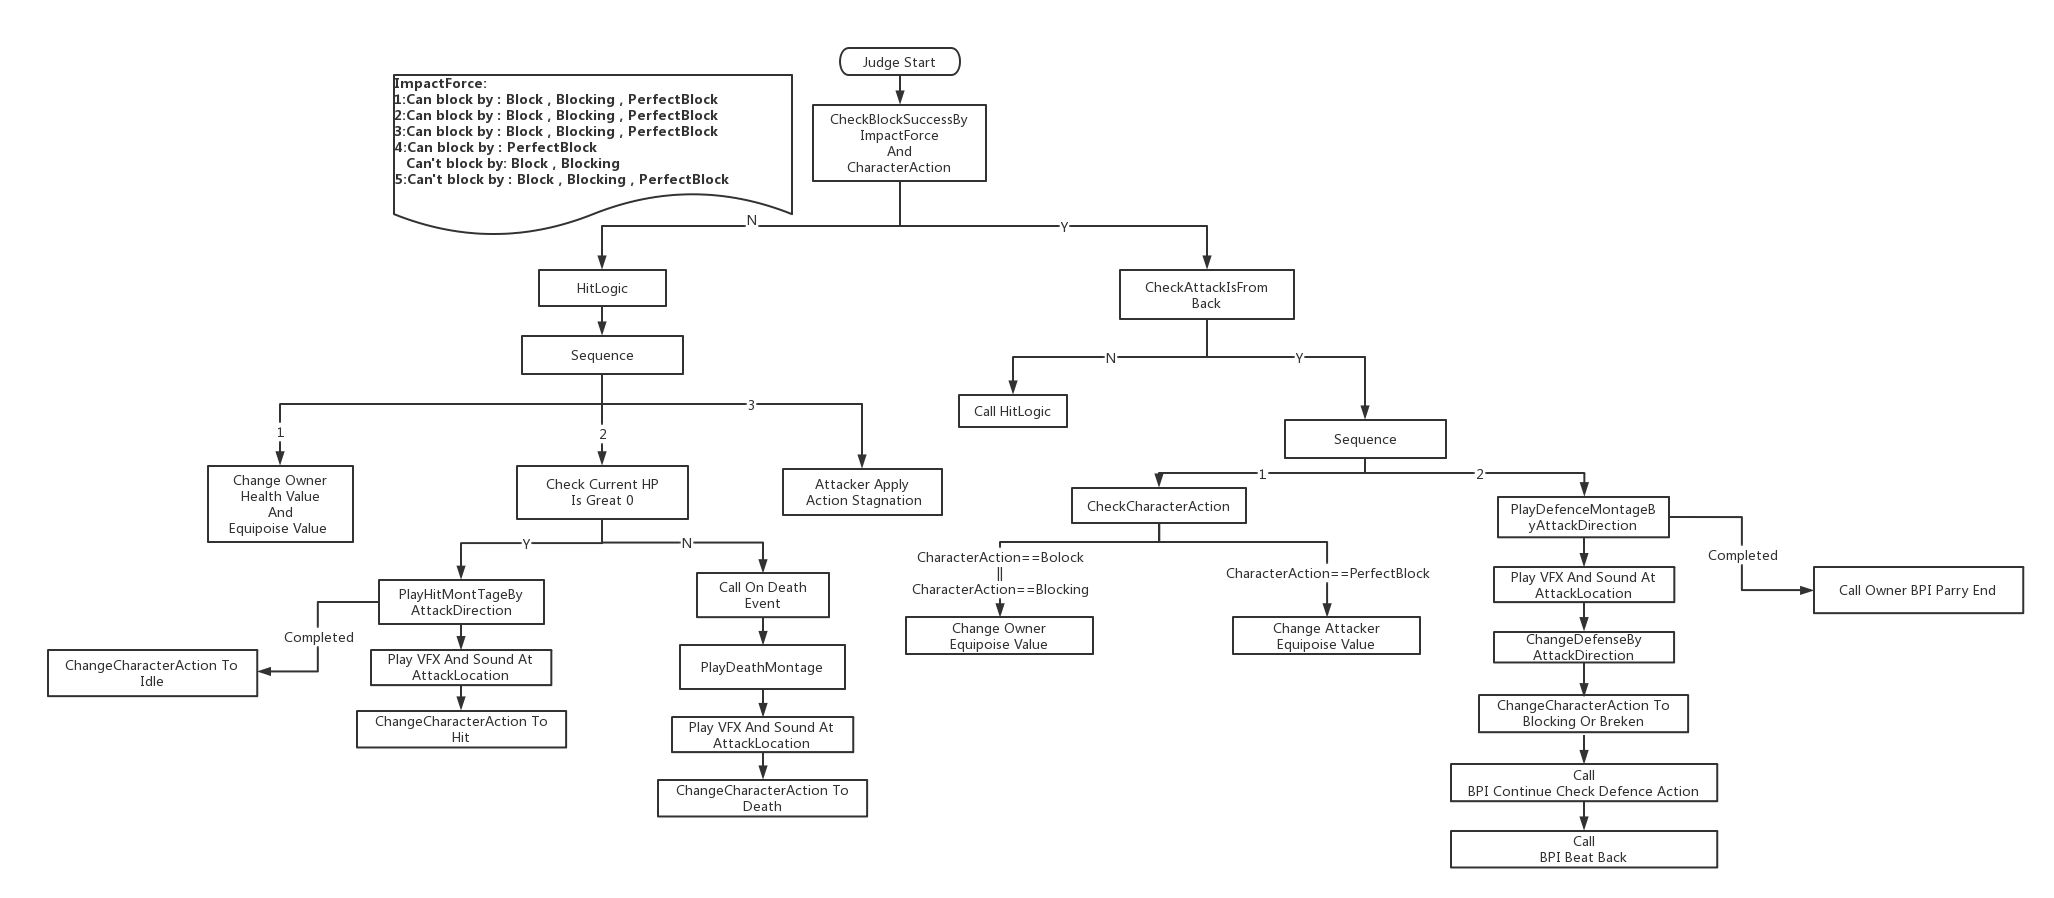 Judge Start
ImpactForce:
1:Can block by : Block , Blocking , PerfectBlock
2:Can block by : Block , Blocking , PerfectBlock
3:Can block by : Block , Blocking , PerfectBlock
4:Can block by : PerfectBlock
Can't block by: Block , Blocking
5:Can't block by : Block , Blocking , PerfectBlock
CheckBlockSuccessBy
ImpactForce
And
CharacterAction
N
Y
HitLogic
CheckAttackIsFrom
Back
Sequence
N
Y
Call HitLogic
Sequence
1
2
3
Change Owner
Health Value
And
Equipoise Value
Check Current HP
Is Great 0
Attacker Apply
Action Stagnation
1
2
CheckCharacterAction
PlayDefenceMontageB
yAttackDirection
Y
N
CharacterAction==Bolock
||
CharacterAction==Blocking
CharacterAction==PerfectBlock
Completed
PlayHitMontTageBy
AttackDirection
Call On Death
Event
Play VFX And Sound At
AttackLocation
Call Owner BPI Parry End
Completed
Change Owner
Equipoise Value
Change Attacker
Equipoise Value
ChangeDefenseBy
AttackDirection
ChangeCharacterAction To
Idle
Play VFX And Sound At
AttackLocation
PlayDeathMontage
ChangeCharacterAction To
Hit
Play VFX And Sound At
AttackLocation
ChangeCharacterAction To
Blocking Or Breken
ChangeCharacterAction To
Death
Call
BPI Continue Check Defence Action
Call
BPI Beat Back